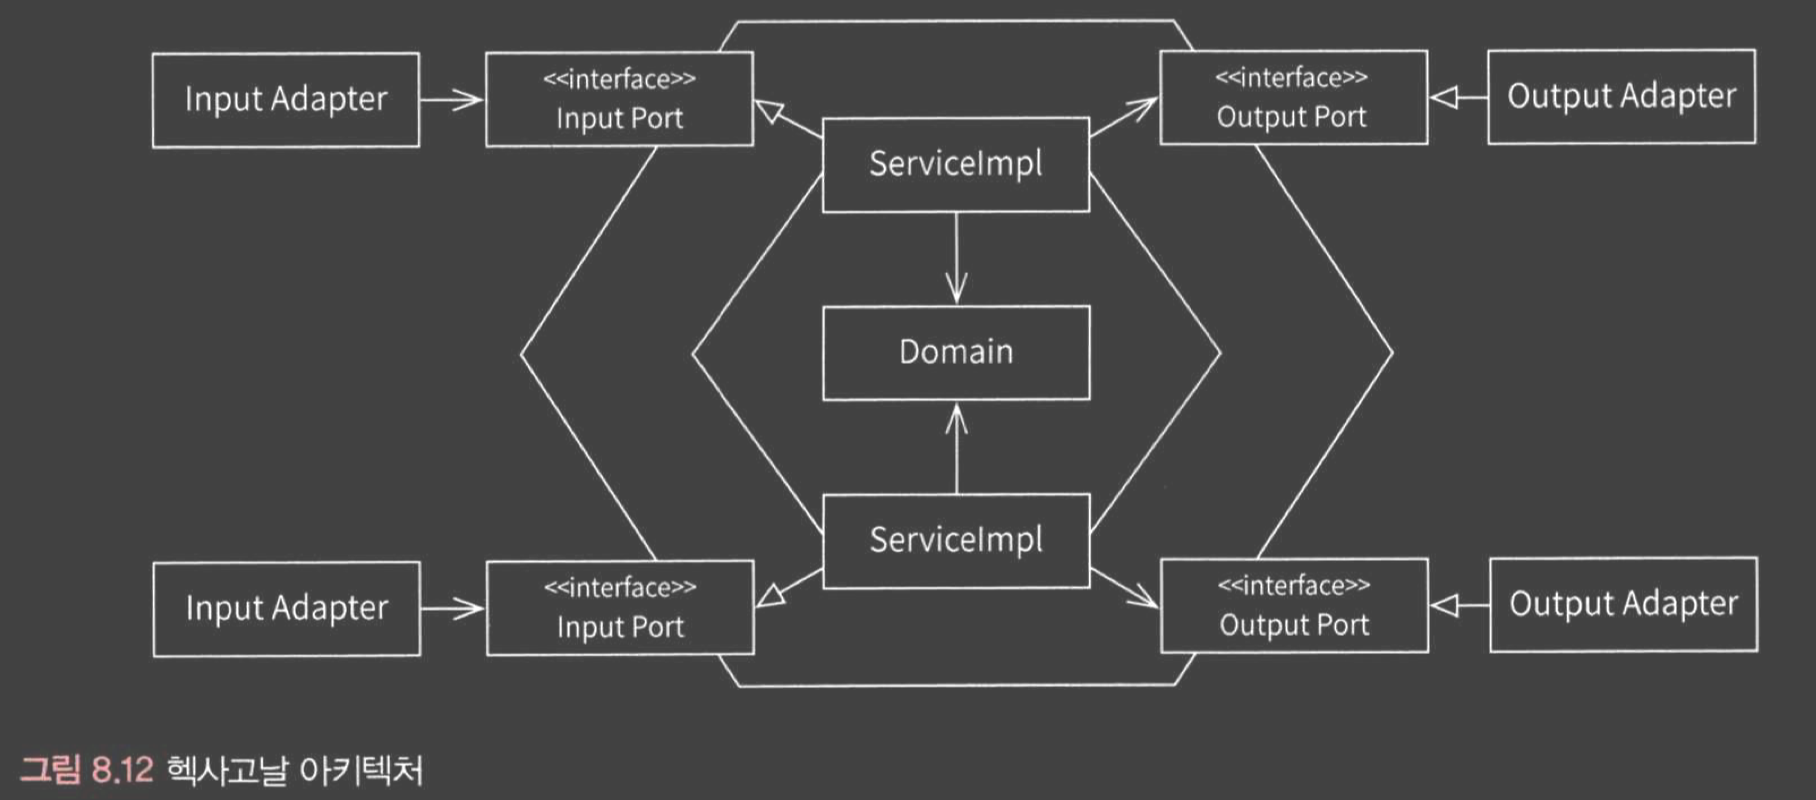 Input Adapter
<<interface>>
Input Port
<<interface>>
Output Port
Output Adapter
ServiceImpl
Domain
ServiceImpl
Input Adapter
<<interface>>
Input Port
<<interface>>
Output Port
Output Adapter
그림 8.12 헥사고날 아키텍처